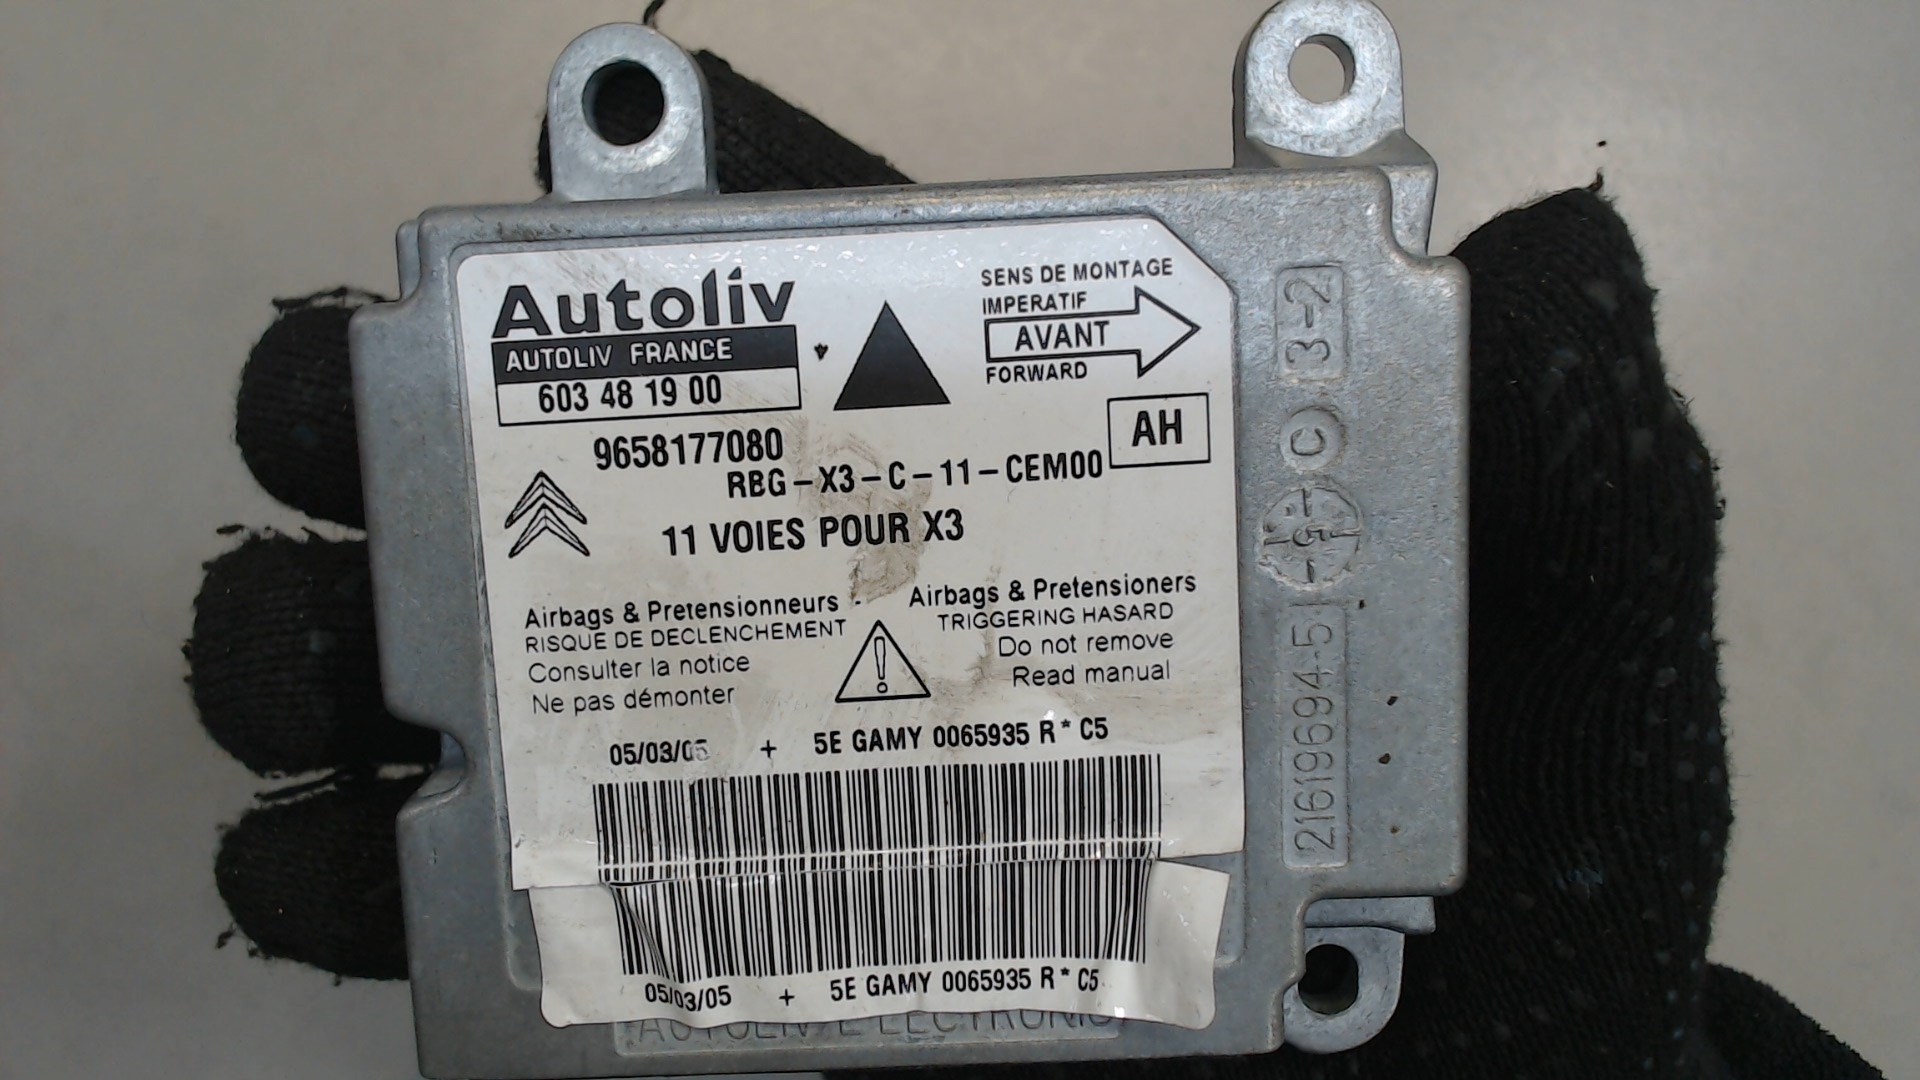 Autoliv
AUTOLIV FRANCE
603 48 19 00
SENS DE MONTAGE
IMPERATIF
AVANT
FORWARD
AH
9658177080
RBG-X3-C-11-CEM00
11 VOIES POUR X3
Airbags & Pretensionneurs
RISQUE DE DECLENCHEMENT
Consulter la notice
Ne pas démonter
Airbags & Pretensioners
TRIGGERING HASARD
Do not remove
Read manual
05/03/05 + 5E GAMY 0065935 R * C5
05/03/05 + 5E GAMY 0065935 R * C5
21619694-5
G
C
3-2